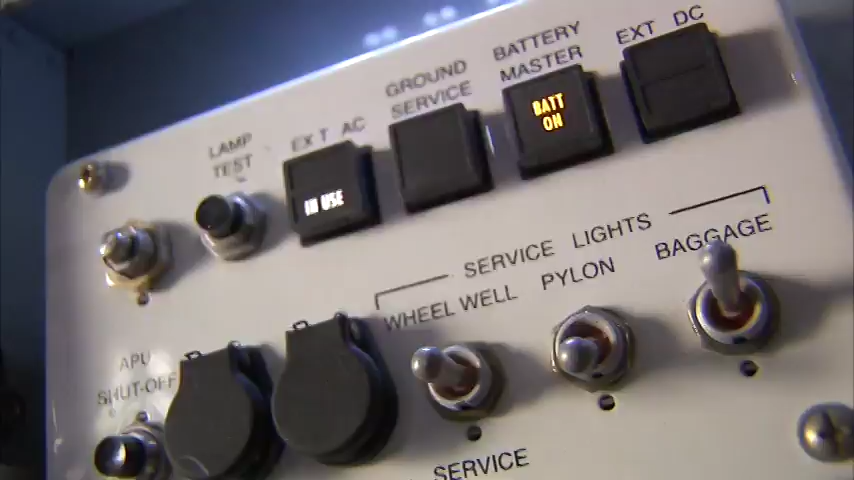 LAMP
TEST
EXT AC
IN USE
GROUND
SERVICE
BATTERY
MASTER
BATT
ON
EXT DC
SERVICE LIGHTS
WHEEL WELL
PYLON
BAGGAGE
APU
SHUT-OFF
SERVICE